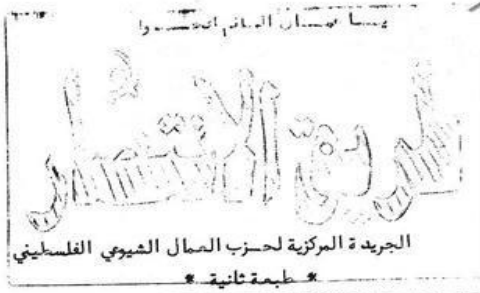 يا عمال العالم اتحدوا
طريق الانتصار
الجريدة المركزية لحزب العمال الشيوعي الفلسطيني
* طبعة ثانية *